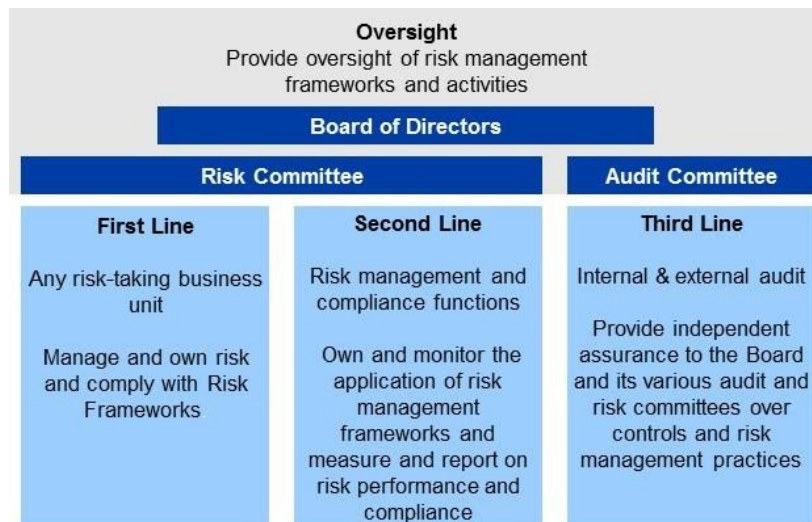 Oversight
Provide oversight of risk management
frameworks and activities
Board of Directors
Risk Committee
Audit Committee
First Line
Any risk-taking business
unit
Manage and own risk
and comply with Risk
Frameworks
Second Line
Risk management and
compliance functions
Own and monitor the
application of risk
management
frameworks and
measure and report on
risk performance and
compliance
Third Line
Internal & external audit
Provide independent
assurance to the Board
and its various audit and
risk committees over
controls and risk
management practices